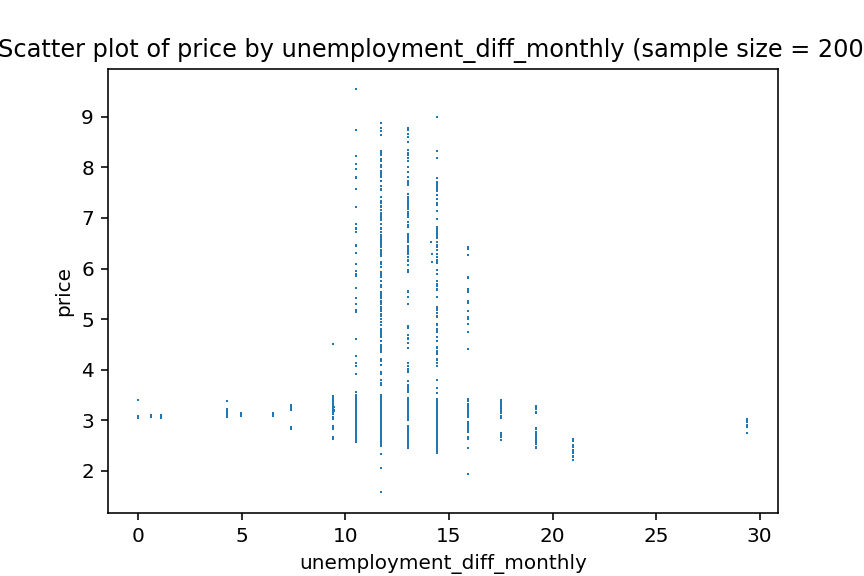 Scatter plot of price by unemployment_diff_monthly (sample size = 200
9
8
7
6
5
4
3
2
price
0 5 10 15 20 25 30
unemployment_diff_monthly